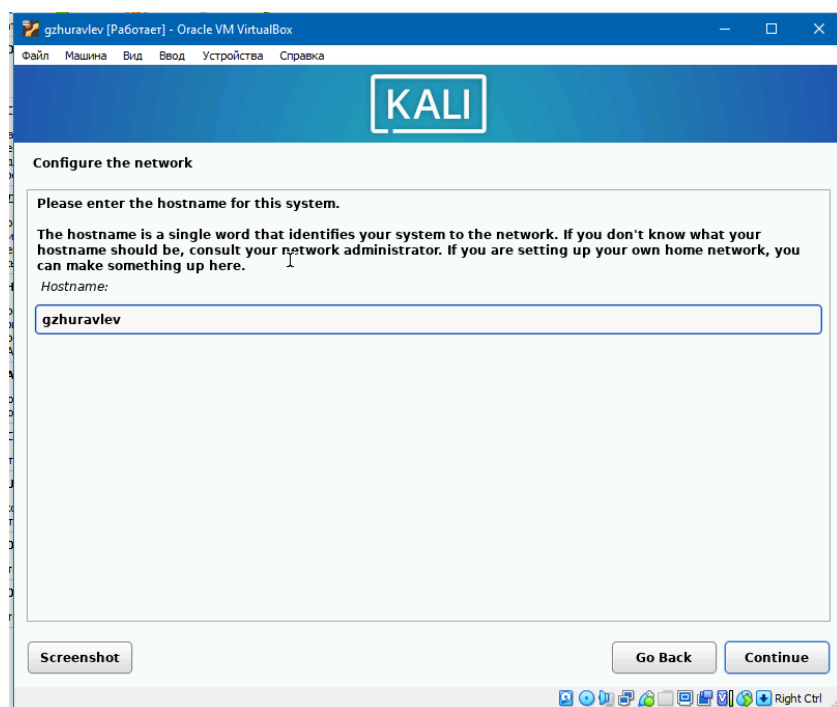 gzhuravlev [Работает] - Oracle VM VirtualBox
Файл Машина Вид Ввод Устройства Справка
KALI
Configure the network
Please enter the hostname for this system.
The hostname is a single word that identifies your system to the network. If you don't know what your
hostname should be, consult your network administrator. If you are setting up your own home network, you
can make something up here.
Hostname:
gzhuravlev
Screenshot Go Back Continue
Right Ctrl